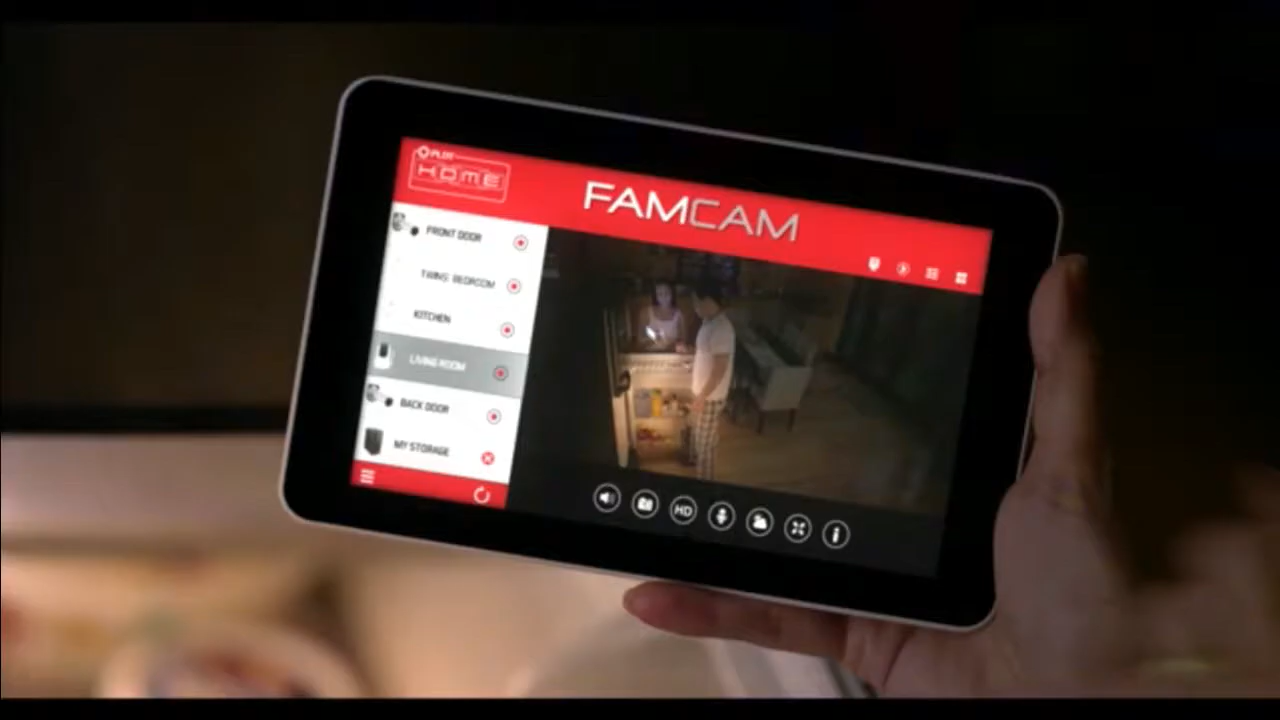 PLDT
HOME
FAMCAM
FRONT DOOR
TWINS' BEDROOM
KITCHEN
LIVING ROOM
BACK DOOR
MY STORAGE
HD